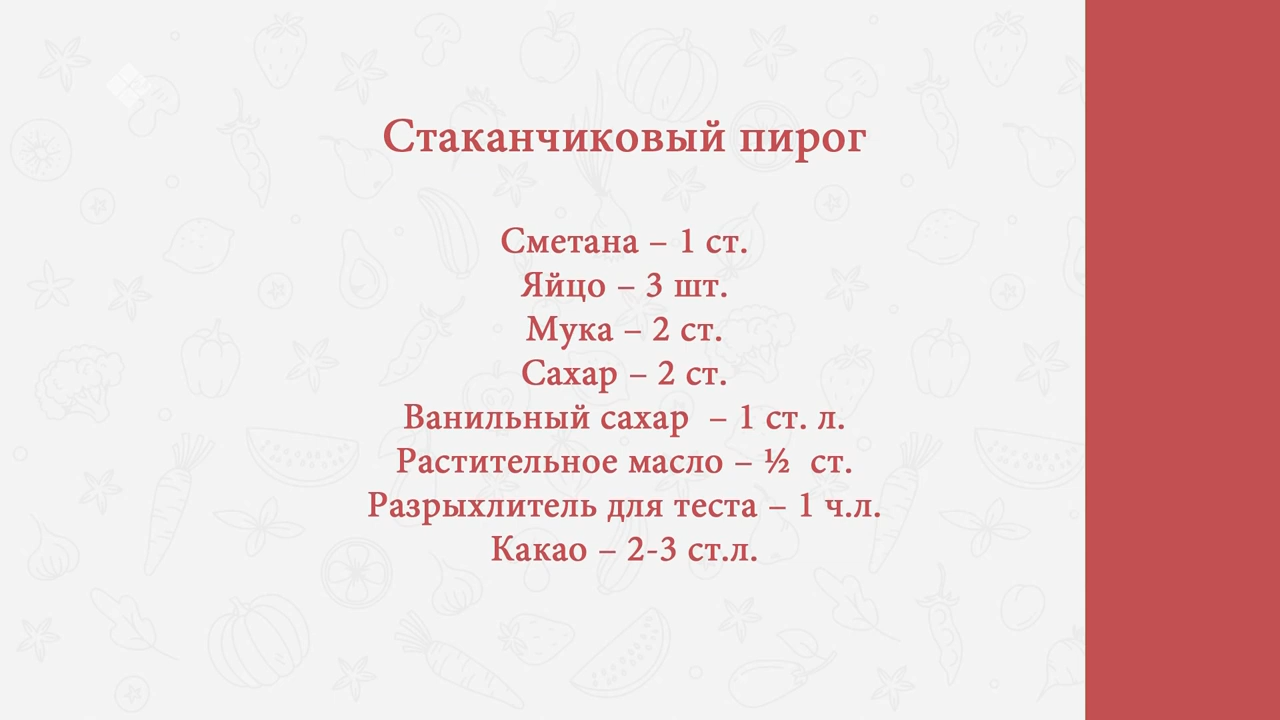 Стаканчиковый пирог
Сметана – 1 ст.
Яйцо – 3 шт.
Мука – 2 ст.
Сахар – 2 ст.
Ванильный сахар – 1 ст. л.
Растительное масло – ½ ст.
Разрыхлитель для теста – 1 ч.л.
Какао – 2-3 ст.л.